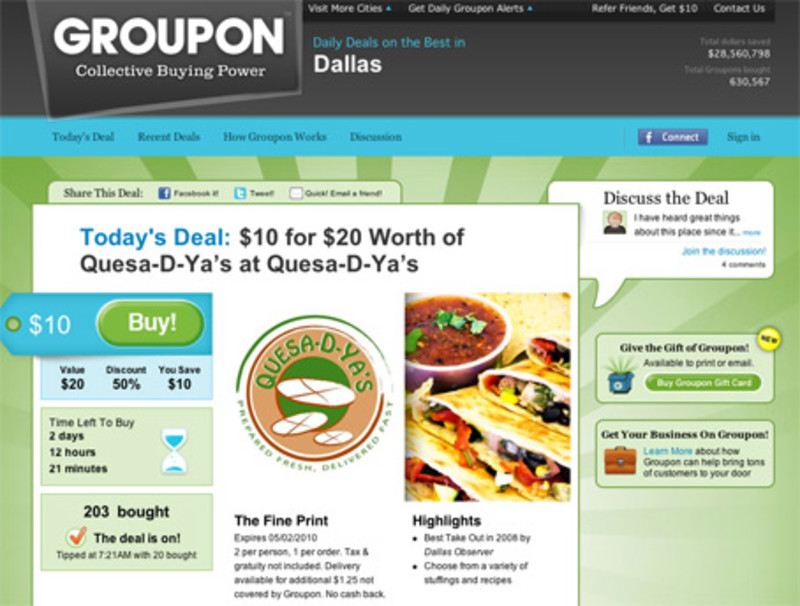 GROUPON
Collective Buying Power
Visit More Cities
Get Daily Groupon Alerts
Refer Friends, Get $10
Contact Us
Daily Deals on the Best in
Dallas
Total dollars saved
$28,560,798
Total Groupons bought
630,567
Today's Deal
Recent Deals
How Groupon Works
Discussion
f Connect
Sign in
Share This Deal:
Facebook it!
Tweet!
Quick! Email a friend!
Today's Deal: $10 for $20 Worth of
Quesa-D-Ya's at Quesa-D-Ya's
$10
Buy!
Value
Discount
You Save
$20
50%
$10
Time Left To Buy
2 days
12 hours
21 minutes
203 bought
The deal is on!
Tipped at 7:21AM with 20 bought
QUESA-D-YA'S
PREPARED FRESH, DELIVERED FAST
The Fine Print
Expires 05/02/2010
2 per person, 1 per order. Tax &
gratuity not included. Delivery
available for additional $1.25 not
covered by Groupon. No cash back.
Highlights
Best Take Out in 2008 by
Dallas Observer
Choose from a variety of
stuffings and recipes
Discuss the Deal
I have heard great things
about this place since it... more
Join the discussion!
4 comments
NEW
Give the Gift of Groupon!
Available to print or email.
Buy Groupon Gift Card
Get Your Business On Groupon!
Learn More about how
Groupon can help bring tons
of customers to your door